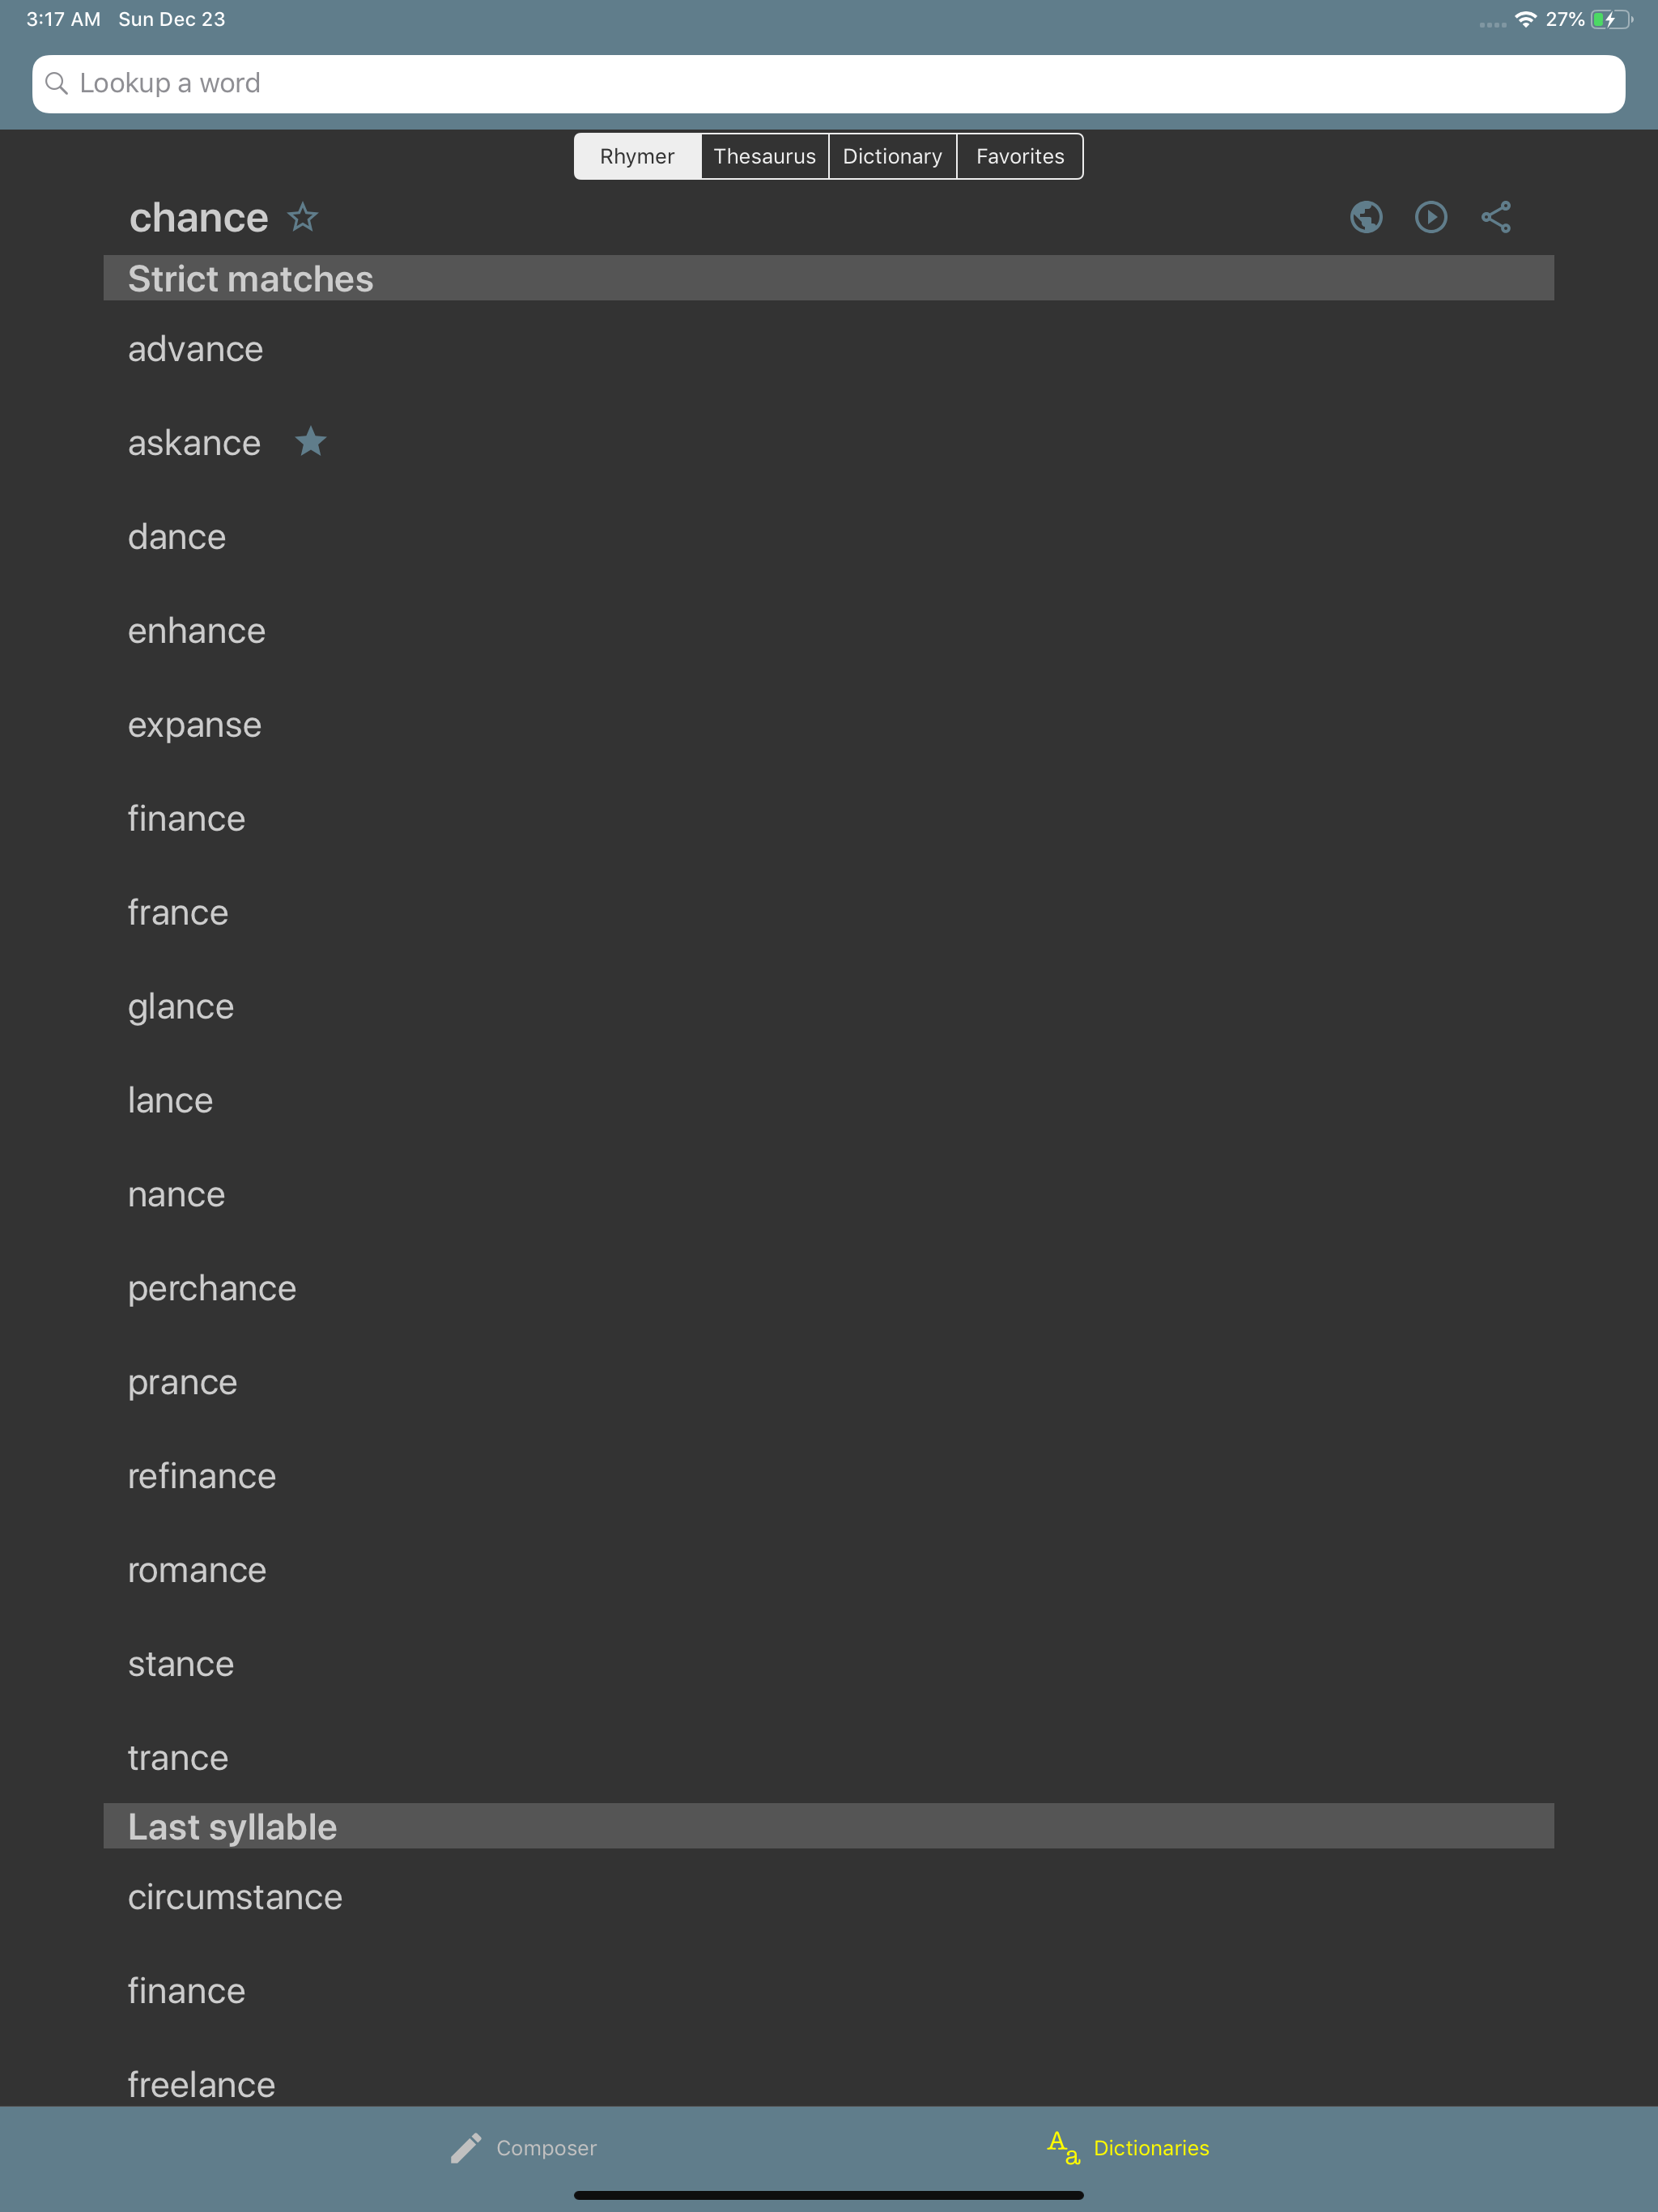 3:17 AM Sun Dec 23 27%
Lookup a word
Rhymer Thesaurus Dictionary Favorites
chance
Strict matches
advance
askance
dance
enhance
expanse
finance
france
glance
lance
nance
perchance
prance
refinance
romance
stance
trance
Last syllable
circumstance
finance
freelance
Composer Aa Dictionaries